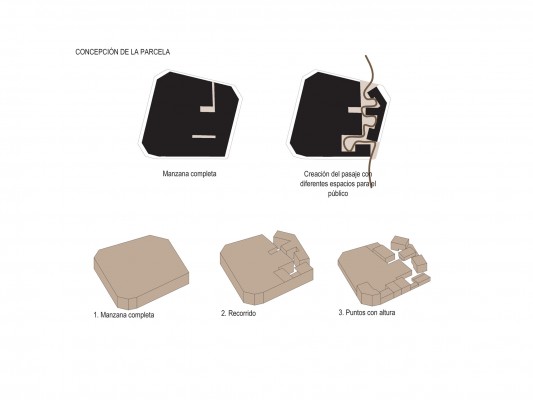 CONCEPCIÓN DE LA PARCELA
Manzana completa
Creación del pasaje con
diferentes espacios para el
público
1. Manzana completa
2. Recorrido
3. Puntos con altura